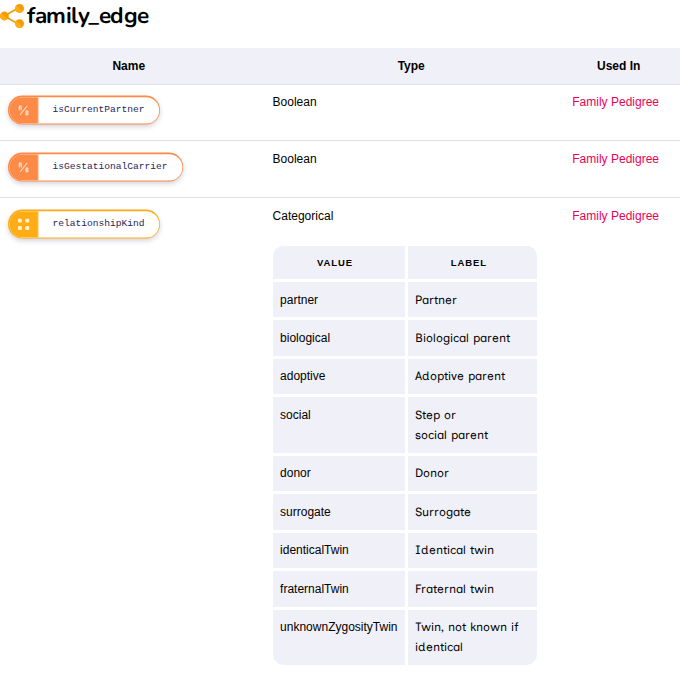 family_edge
Name Type Used In
isCurrentPartner Boolean Family Pedigree
isGestationalCarrier Boolean Family Pedigree
relationshipKind Categorical Family Pedigree
VALUE LABEL
partner Partner
biological Biological parent
adoptive Adoptive parent
social Step or
social parent
donor Donor
surrogate Surrogate
identicalTwin Identical twin
fraternalTwin Fraternal twin
unknownZygosityTwin Twin, not known if
identical